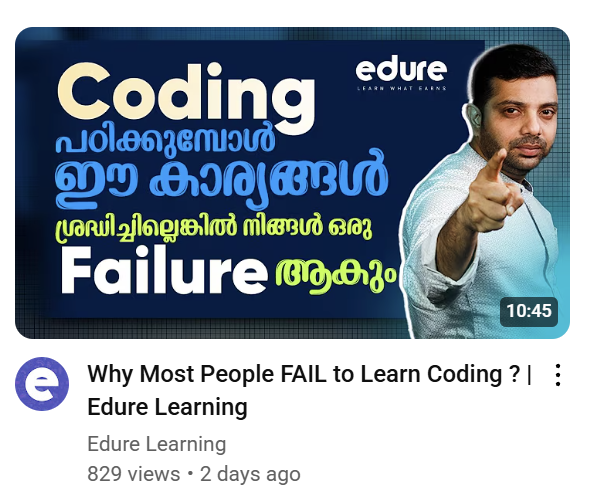 Coding
edure
LEARN WHAT EARNS
പഠിക്കുമ്പോൾ
ഈ കാര്യങ്ങൾ
ശ്രദ്ധിച്ചില്ലെങ്കിൽ നിങ്ങൾ ഒരു
Failure ആകും
10:45
e
Why Most People FAIL to Learn Coding ? |
Edure Learning
Edure Learning
829 views • 2 days ago